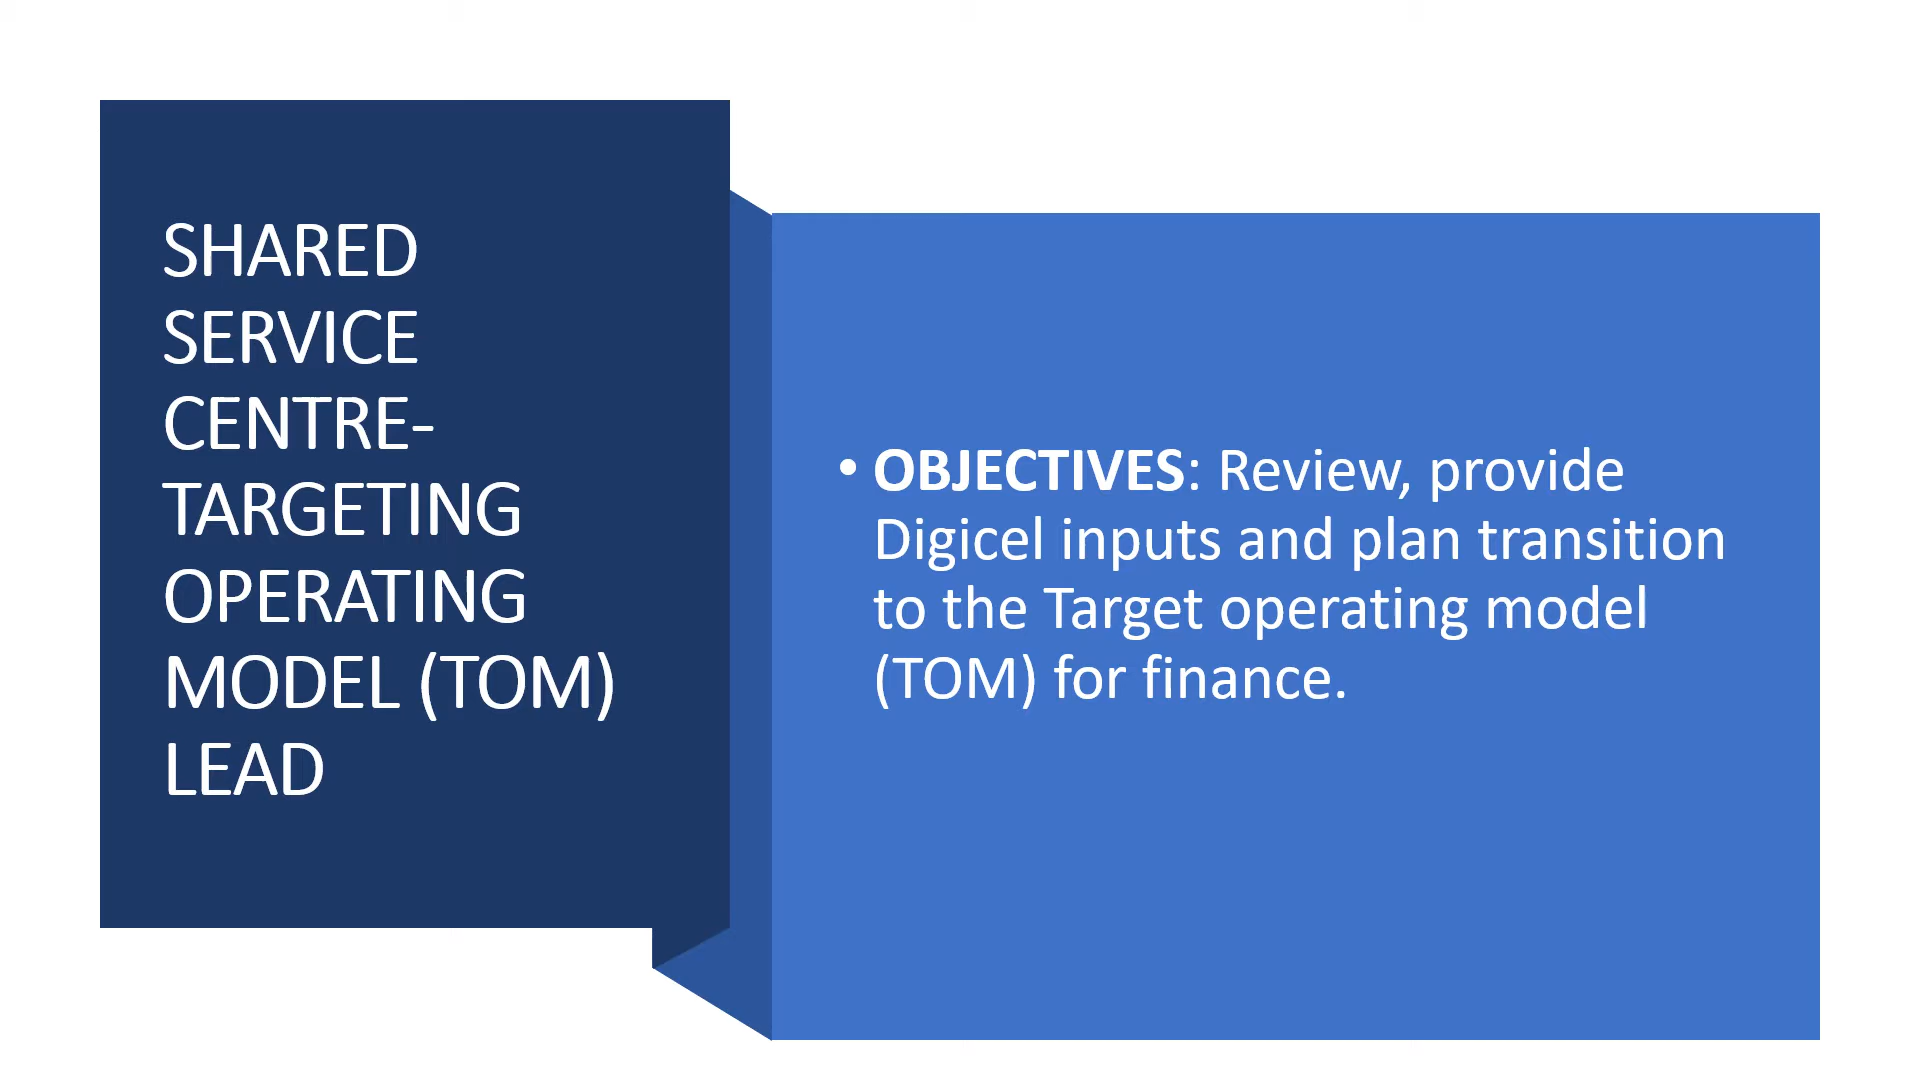 SHARED
SERVICE
CENTRE-
TARGETING
OPERATING
MODEL (TOM)
LEAD
• OBJECTIVES: Review, provide
Digicel inputs and plan transition
to the Target operating model
(TOM) for finance.